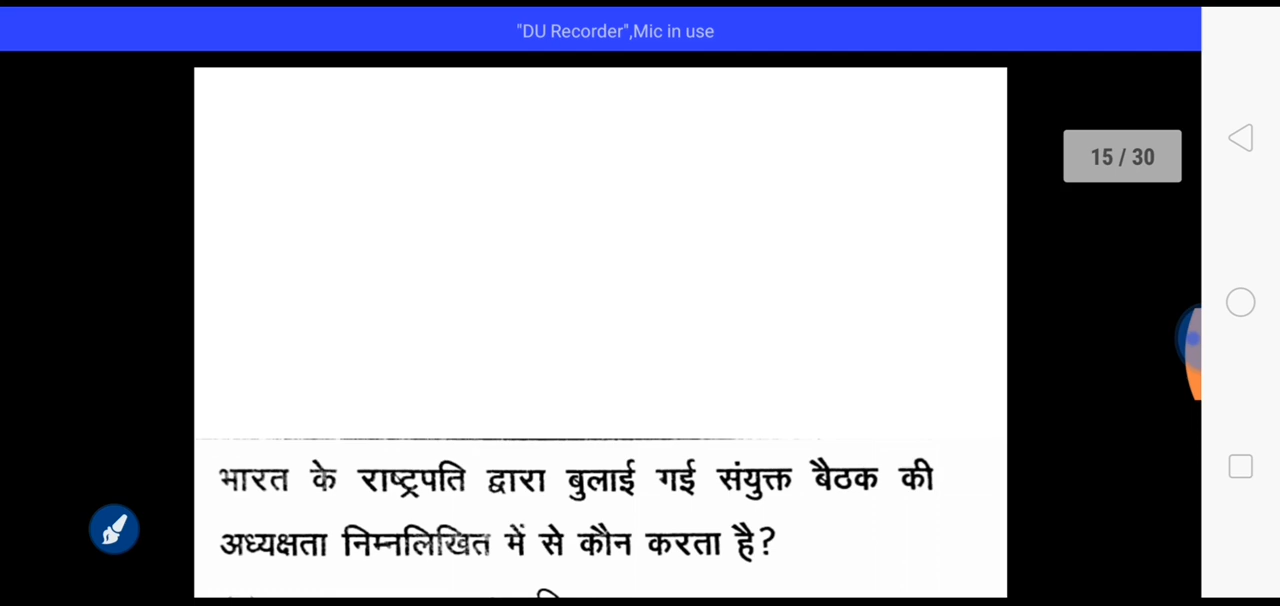 "DU Recorder",Mic in use
15 / 30
भारत के राष्ट्रपति द्वारा बुलाई गई संयुक्त बैठक की
अध्यक्षता निम्नलिखित में से कौन करता है?